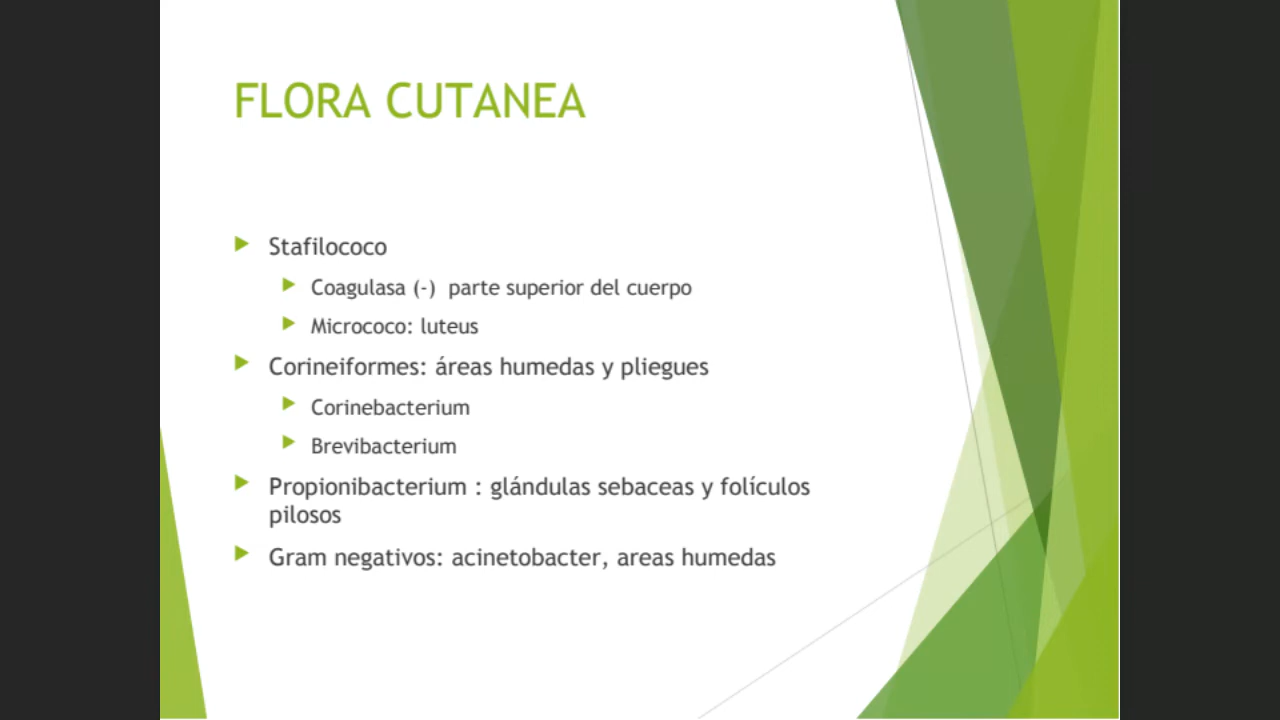 FLORA CUTANEA
Stafilococo
Coagulasa (-)  parte superior del cuerpo
Micrococo: luteus
Corineiformes: áreas humedas y pliegues
Corinebacterium
Brevibacterium
Propionibacterium : glándulas sebaceas y folículos
pilosos
Gram negativos: acinetobacter, areas humedas